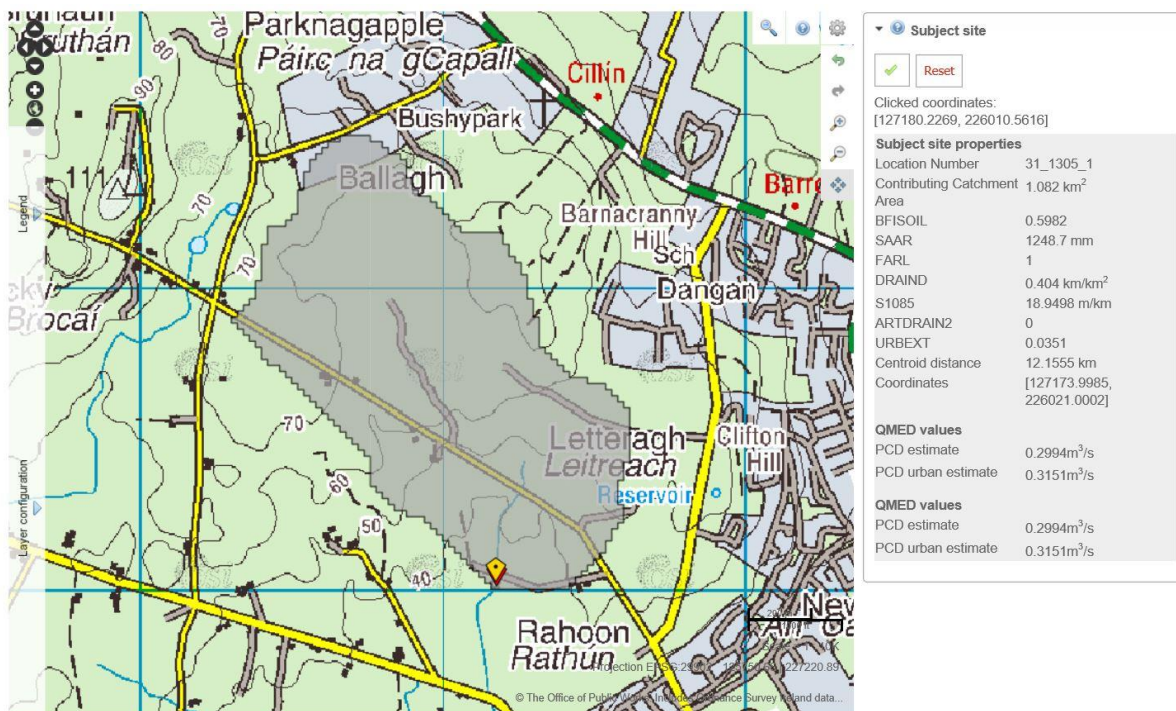 Parknagapple
Páirc na gCapall
70
80
90
70
Cillín
Bushypark
Ballagh
111
70
70
Barnacranny
Hill
Sch
Dangan
Legend
70
60
50
40
Letteragh
Leitreach
Clifton
Hill
Reservoir
Layer configuration
Rahoon
Rathún
New
© The Office of Public Works. Includes Ordnance Survey Ireland data...
Subject site
Reset
Clicked coordinates:
[127180.2269, 226010.5616]
Subject site properties
Location Number 31_1305_1
Contributing Catchment Area 1.082 km²
BFISOIL 0.5982
SAAR 1248.7 mm
FARL 1
DRAIND 0.404 km/km²
S1085 18.9498 m/km
ARTDRAIN2 0
URBEXT 0.0351
Centroid distance 12.1555 km
Coordinates [127173.9985,
226021.0002]
QMED values
PCD estimate 0.2994m³/s
PCD urban estimate 0.3151m³/s
QMED values
PCD estimate 0.2994m³/s
PCD urban estimate 0.3151m³/s